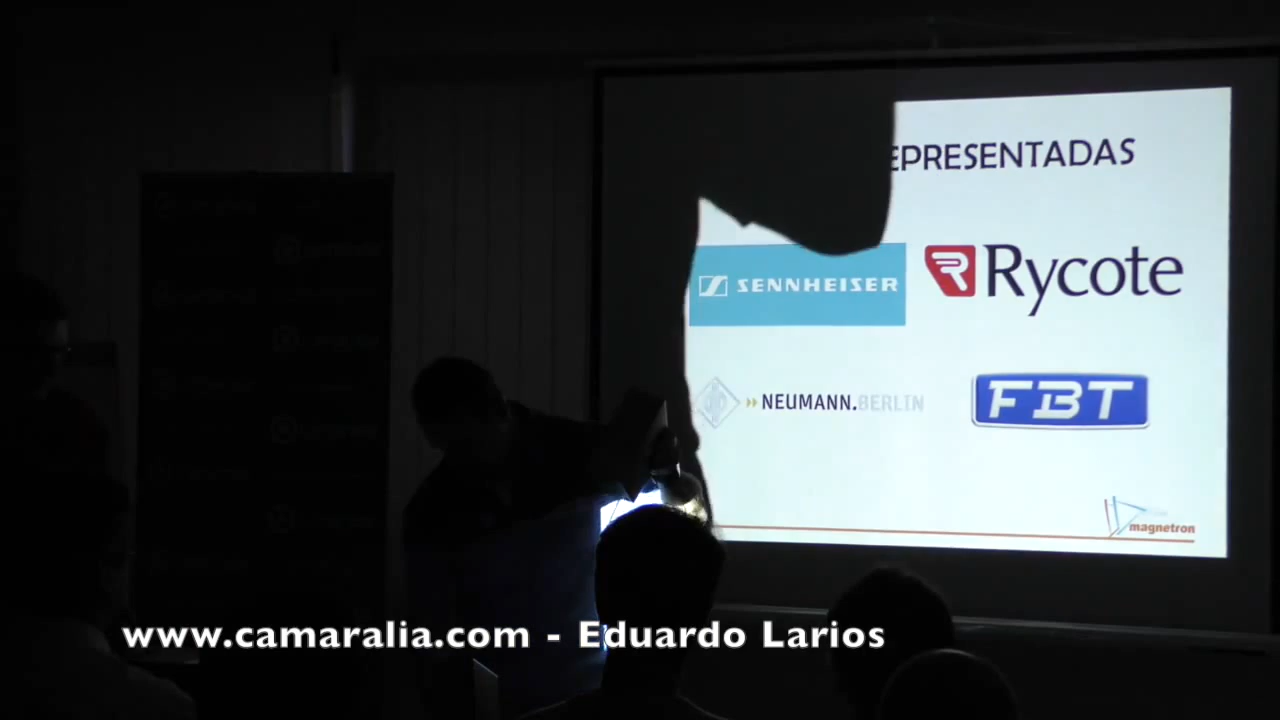 EPRESENTADAS
SENNHEISER
Rycote
NEUMANN.BERLIN
FBT
magnetron
www.camaralia.com - Eduardo Larios